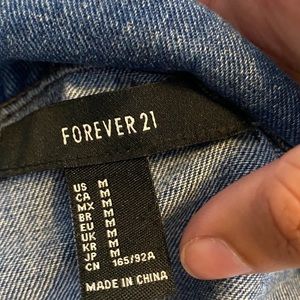 FOREVER 21
US M
CA M
MX M
BR M
EU M
UK M
KR M
JP M
CN 165/92A
MADE IN CHINA